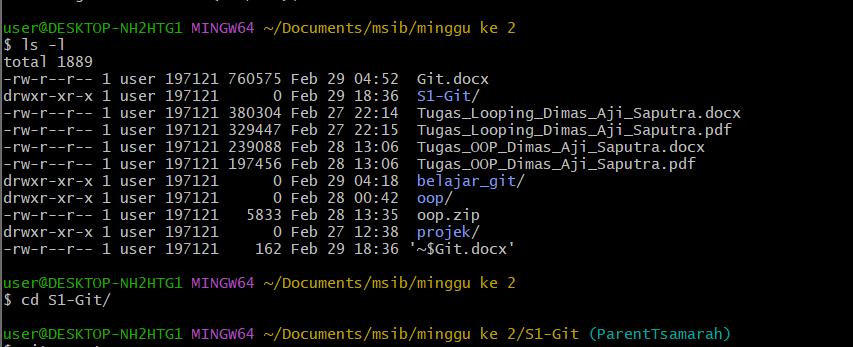 user@DESKTOP-NH2HTG1 MINGW64 ~/Documents/msib/minggu ke 2
$ ls -l
total 1889
-rw-r--r-- 1 user 197121 760575 Feb 29 04:52  Git.docx
drwxr-xr-x 1 user 197121      0 Feb 29 18:36  S1-Git/
-rw-r--r-- 1 user 197121 380304 Feb 27 22:14  Tugas_Looping_Dimas_Aji_Saputra.docx
-rw-r--r-- 1 user 197121 329447 Feb 27 22:15  Tugas_Looping_Dimas_Aji_Saputra.pdf
-rw-r--r-- 1 user 197121 239088 Feb 28 13:06  Tugas_OOP_Dimas_Aji_Saputra.docx
-rw-r--r-- 1 user 197121 197456 Feb 28 13:06  Tugas_OOP_Dimas_Aji_Saputra.pdf
drwxr-xr-x 1 user 197121      0 Feb 29 04:18  belajar_git/
drwxr-xr-x 1 user 197121      0 Feb 28 00:42  oop/
-rw-r--r-- 1 user 197121   5833 Feb 28 13:35  oop.zip
drwxr-xr-x 1 user 197121      0 Feb 27 12:38  projek/
-rw-r--r-- 1 user 197121    162 Feb 29 18:36 '~$Git.docx'
user@DESKTOP-NH2HTG1 MINGW64 ~/Documents/msib/minggu ke 2
$ cd S1-Git/
user@DESKTOP-NH2HTG1 MINGW64 ~/Documents/msib/minggu ke 2/S1-Git (ParentTsamarah)